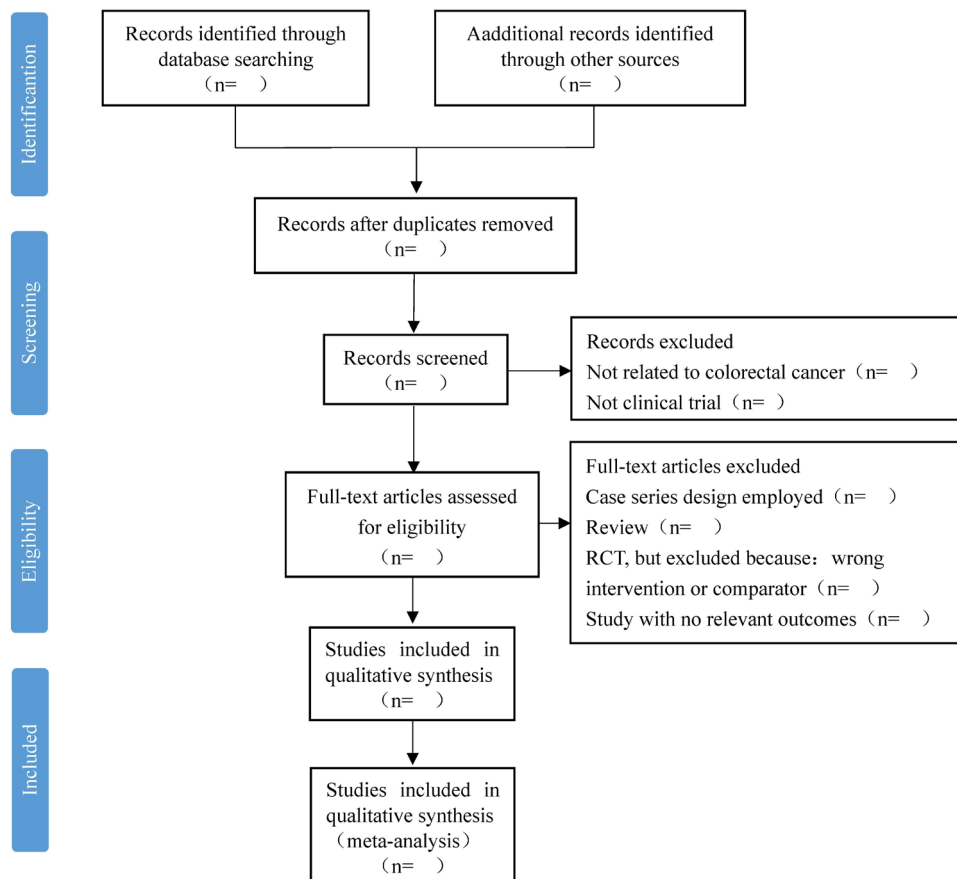 Identificantion
Records identified through
database searching
（n=　）
Aadditional records identified
through other sources
（n=　）
Records after duplicates removed
（n=　）
Screening
Records screened
（n=　）
Records excluded
Not related to colorectal cancer（n=　）
Not clinical trial（n=　）
Eligibility
Full-text articles assessed
for eligibility
（n=　）
Full-text articles excluded
Case series design employed（n=　）
Review（n=　）
RCT, but excluded because：wrong
intervention or comparator（n=　）
Study with no relevant outcomes（n=　）
Studies included in
qualitative synthesis
（n=　）
Included
Studies included in
qualitative synthesis
（meta-analysis）
（n=　）